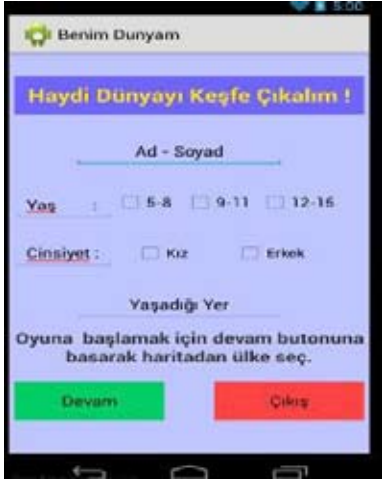 5:00
Benim Dunyam
Haydi Dünyayı Keşfe Çıkalım !
Ad - Soyad
Yaş : 5-8 9-11 12-15
Cinsiyet : Kız Erkek
Yaşadığı Yer
Oyuna başlamak için devam butonuna
basarak haritadan ülke seç.
Devam Çıkış